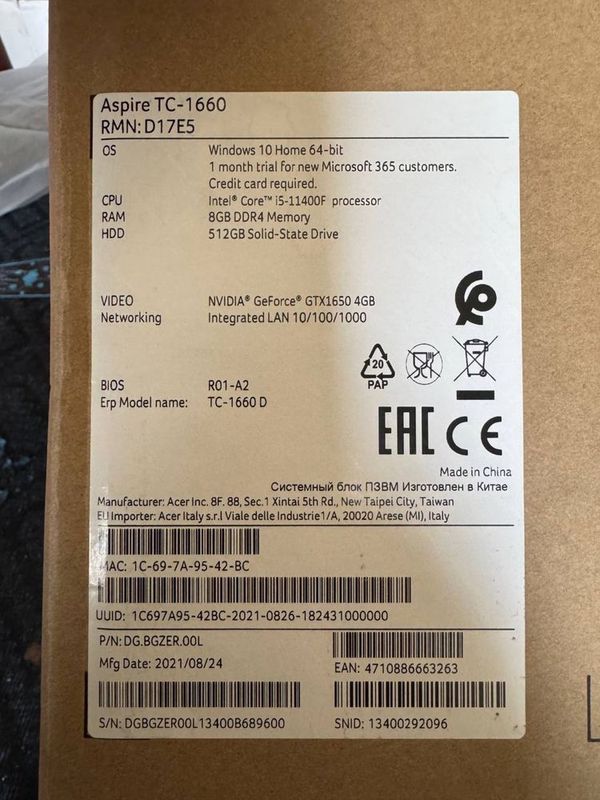 Aspire TC-1660
RMN: D17E5
OS Windows 10 Home 64-bit
1 month trial for new Microsoft 365 customers.
Credit card required.
CPU Intel® Core™ i5-11400F processor
RAM 8GB DDR4 Memory
HDD 512GB Solid-State Drive
VIDEO NVIDIA® GeForce® GTX1650 4GB
Networking Integrated LAN 10/100/1000
20
PAP
BIOS R01-A2
Erp Model name: TC-1660 D
EAC CE
Made in China
Системный блок ПЭВМ Изготовлен в Китае
Manufacturer: Acer Inc. 8F. 88, Sec.1 Xintai 5th Rd., New Taipei City, Taiwan
EU Importer: Acer Italy s.r.l Viale delle Industrie1/A, 20020 Arese (MI), Italy
MAC: 1C-69-7A-95-42-BC
UUID: 1C697A95-42BC-2021-0826-182431000000
P/N: DG.BGZER.00L
Mfg Date: 2021/08/24
EAN: 4710886663263
S/N: DGBGZER00L13400B689600
SNID: 13400292096